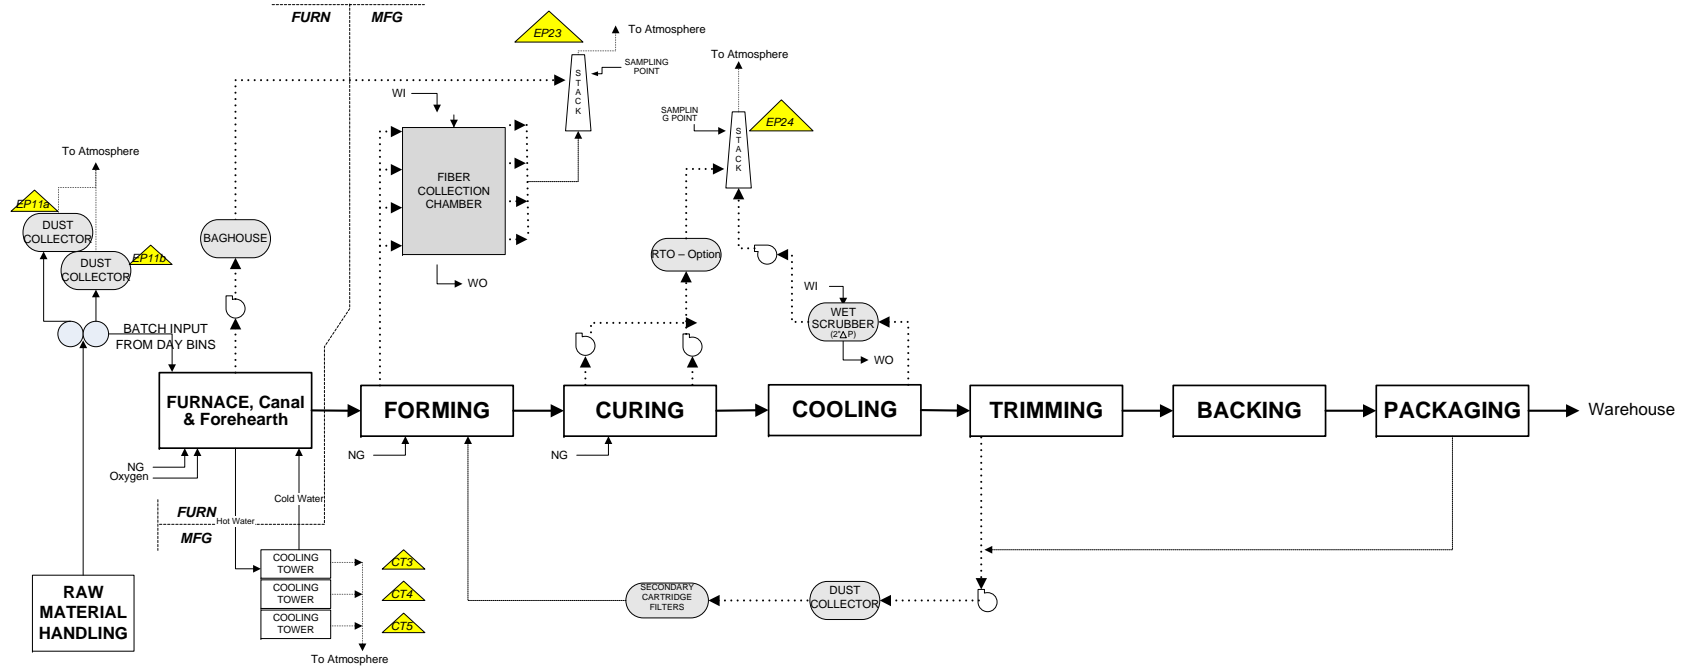 FURN
MFG
EP23
To Atmosphere
SAMPLING
POINT
STACK
To Atmosphere
SAMPLIN
G POINT
STACK
EP24
WI
FIBER
COLLECTION
CHAMBER
WO
To Atmosphere
EP11a
DUST
COLLECTOR
DUST
COLLECTOR
EP11b
BAGHOUSE
BATCH INPUT
FROM DAY BINS
RTO – Option
WI
WET
SCRUBBER
(2"ΔP)
WO
FURNACE, Canal
& Forehearth
FORMING
CURING
COOLING
TRIMMING
BACKING
PACKAGING
Warehouse
NG
Oxygen
NG
NG
Cold Water
Hot Water
FURN
MFG
COOLING
TOWER
CT3
COOLING
TOWER
CT4
COOLING
TOWER
CT5
To Atmosphere
RAW
MATERIAL
HANDLING
SECONDARY
CARTRIDGE
FILTERS
DUST
COLLECTOR